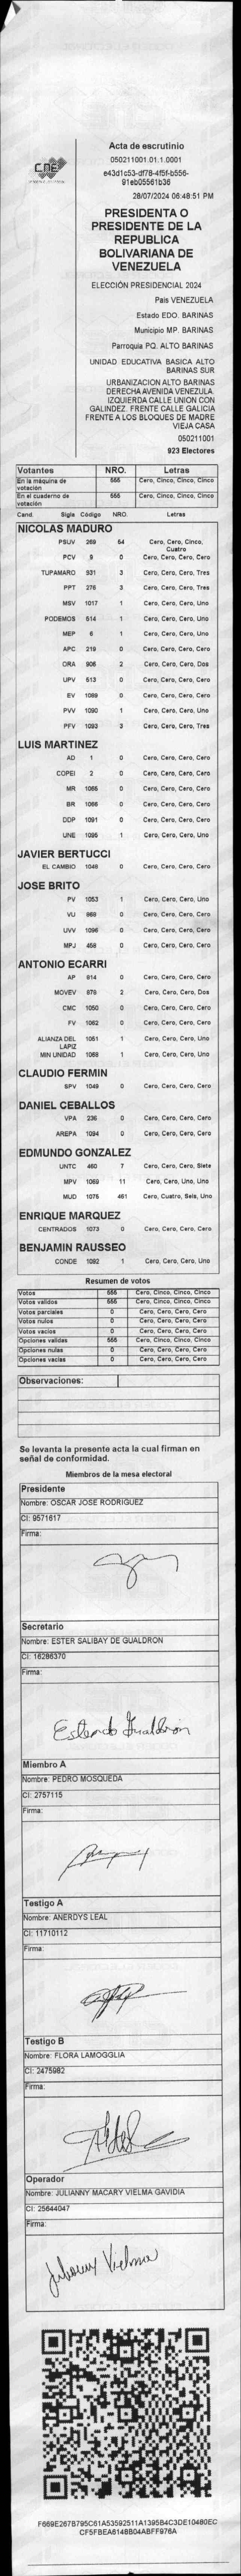 CNE
Acta de escrutinio
050211001.01.1.0001
e43d1c53-df78-4f5f-b556-
91eb05561b36
28/07/2024 06:48:51 PM
PRESIDENTA O
PRESIDENTE DE LA
REPUBLICA
BOLIVARIANA DE
VENEZUELA
ELECCIÓN PRESIDENCIAL 2024
Pais VENEZUELA
Estado EDO. BARINAS
Municipio MP. BARINAS
Parroquia PQ. ALTO BARINAS
UNIDAD EDUCATIVA BASICA ALTO
BARINAS SUR
URBANIZACION ALTO BARINAS
DERECHA AVENIDA VENEZULA.
IZQUIERDA CALLE UNION CON
GALINDEZ. FRENTE CALLE GALICIA
FRENTE A LOS BLOQUES DE MADRE
VIEJA CASA
050211001
923 Electores
Votantes NRO. Letras
En la máquina de votación 555 Cero, Cinco, Cinco, Cinco
En el cuaderno de votación 555 Cero, Cinco, Cinco, Cinco
Cand. Sigla Código NRO. Letras
NICOLAS MADURO
PSUV 269 54 Cero, Cero, Cinco, Cuatro
PCV 9 0 Cero, Cero, Cero, Cero
TUPAMARO 931 3 Cero, Cero, Cero, Tres
PPT 276 3 Cero, Cero, Cero, Tres
MSV 1017 1 Cero, Cero, Cero, Uno
PODEMOS 514 1 Cero, Cero, Cero, Uno
MEP 6 1 Cero, Cero, Cero, Uno
APC 219 0 Cero, Cero, Cero, Cero
ORA 906 2 Cero, Cero, Cero, Dos
UPV 513 0 Cero, Cero, Cero, Cero
EV 1089 0 Cero, Cero, Cero, Cero
PVV 1090 1 Cero, Cero, Cero, Uno
PFV 1093 3 Cero, Cero, Cero, Tres
LUIS MARTINEZ
AD 1 0 Cero, Cero, Cero, Cero
COPEI 2 0 Cero, Cero, Cero, Cero
MR 1065 0 Cero, Cero, Cero, Cero
BR 1066 0 Cero, Cero, Cero, Cero
DDP 1091 0 Cero, Cero, Cero, Cero
UNE 1095 1 Cero, Cero, Cero, Uno
JAVIER BERTUCCI
EL CAMBIO 1048 0 Cero, Cero, Cero, Cero
JOSE BRITO
PV 1053 1 Cero, Cero, Cero, Uno
VU 968 0 Cero, Cero, Cero, Cero
UVV 1096 0 Cero, Cero, Cero, Cero
MPJ 458 0 Cero, Cero, Cero, Cero
ANTONIO ECARRI
AP 914 0 Cero, Cero, Cero, Cero
MOVEV 979 2 Cero, Cero, Cero, Dos
CMC 1050 0 Cero, Cero, Cero, Cero
FV 1062 0 Cero, Cero, Cero, Cero
ALIANZA DEL LAPIZ 1051 1 Cero, Cero, Cero, Uno
MIN UNIDAD 1068 1 Cero, Cero, Cero, Uno
CLAUDIO FERMIN
SPV 1049 0 Cero, Cero, Cero, Cero
DANIEL CEBALLOS
VPA 236 0 Cero, Cero, Cero, Cero
AREPA 1094 0 Cero, Cero, Cero, Cero
EDMUNDO GONZALEZ
UNTC 460 7 Cero, Cero, Cero, Siete
MPV 1069 11 Cero, Cero, Uno, Uno
MUD 1075 461 Cero, Cuatro, Seis, Uno
ENRIQUE MARQUEZ
CENTRADOS 1073 0 Cero, Cero, Cero, Cero
BENJAMIN RAUSSEO
CONDE 1092 1 Cero, Cero, Cero, Uno
Resumen de votos
Votos 555 Cero, Cinco, Cinco, Cinco
Votos validos 555 Cero, Cinco, Cinco, Cinco
Votos parciales 0 Cero, Cero, Cero, Cero
Votos nulos 0 Cero, Cero, Cero, Cero
Votos vacios 0 Cero, Cero, Cero, Cero
Opciones validas 555 Cero, Cinco, Cinco, Cinco
Opciones nulas 0 Cero, Cero, Cero, Cero
Opciones vacias 0 Cero, Cero, Cero, Cero
Observaciones:
Se levanta la presente acta la cual firman en
señal de conformidad.
Miembros de la mesa electoral
Presidente
Nombre: OSCAR JOSE RODRIGUEZ
CI: 9571617
Firma:
Secretario
Nombre: ESTER SALIBAY DE GUALDRON
CI: 16286370
Firma:
Ester de Gualdron
Miembro A
Nombre: PEDRO MOSQUEDA
CI: 2757115
Firma:
Testigo A
Nombre: ANERDYS LEAL
CI: 11710112
Firma:
Testigo B
Nombre: FLORA LAMOGGLIA
CI: 2475982
Firma:
Operador
Nombre: JULIANNY MACARY VIELMA GAVIDIA
CI: 25644047
Firma:
Julianny Vielma
F669E267B795C61A53592511A1395B4C3DE10480EC
CF5FBEA6148B04ABFF976A